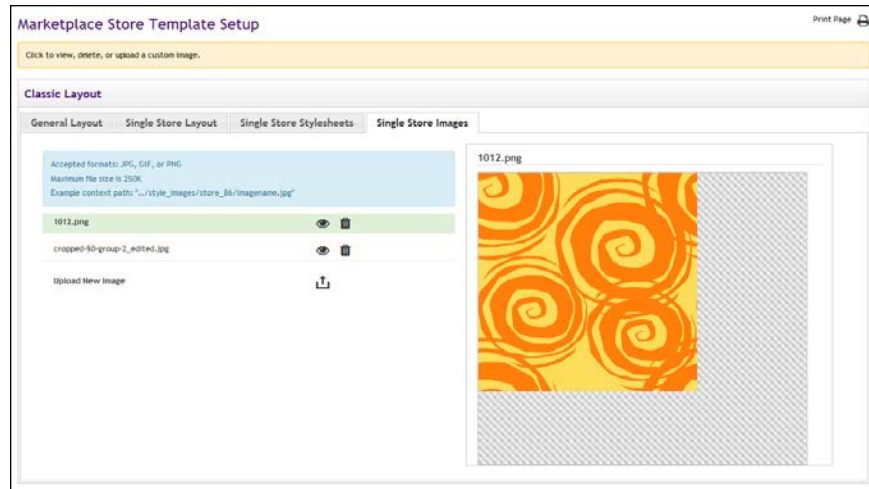 Marketplace Store Template Setup
Print Page
Click to view, delete, or upload a custom image.
Classic Layout
General Layout
Single Store Layout
Single Store Stylesheets
Single Store Images
Accepted formats: JPG, GIF, or PNG
Maximum file size is 250K
Example context path: "../style_images/store_86/imagename.jpg"
1012.png
cropped-50-group-2_edited.jpg
Upload New Image
1012.png